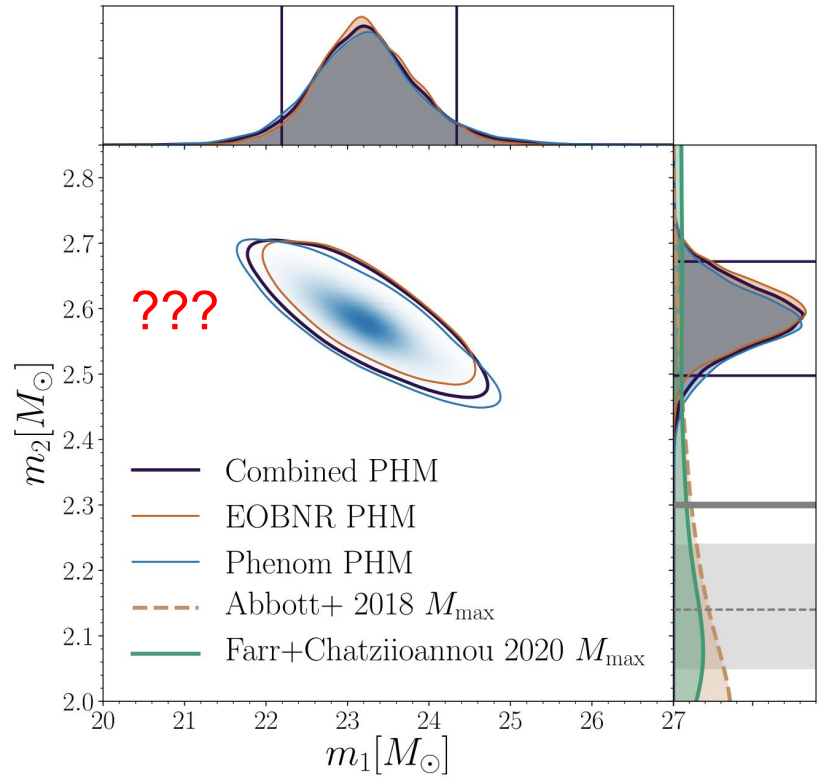 2.8
2.7
2.6
2.5
2.4
2.3
2.2
2.1
2.0
m₂[M⊙]
???
Combined PHM
EOBNR PHM
Phenom PHM
Abbott+ 2018 Mmax
Farr+Chatziioannou 2020 Mmax
20 21 22 23 24 25 26 27
m₁[M⊙]